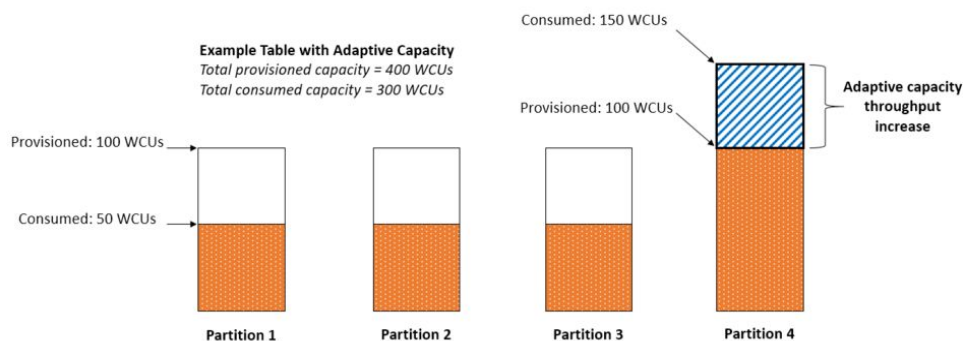 Consumed: 150 WCUs
Example Table with Adaptive Capacity
Total provisioned capacity = 400 WCUs
Total consumed capacity = 300 WCUs
Adaptive capacity
throughput
increase
Provisioned: 100 WCUs
Provisioned: 100 WCUs
Consumed: 50 WCUs
Partition 1
Partition 2
Partition 3
Partition 4